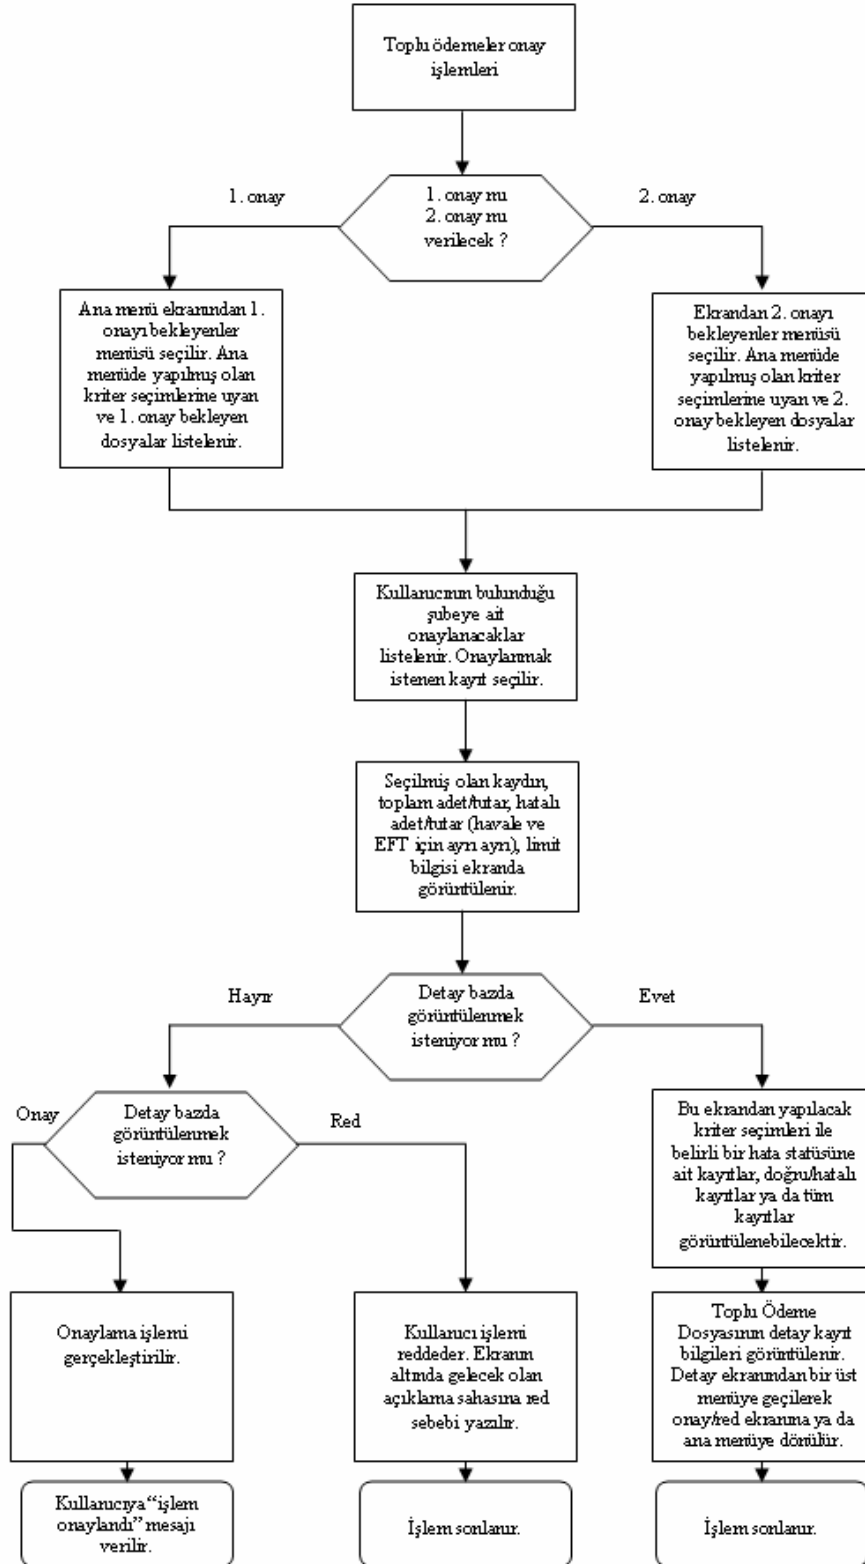 Toplu ödemeler onay
işlemleri
1. onay mu
2. onay mu
verilecek ?
1. onay
2. onay
Ana menü ekranından 1.
onayı bekleyenler
menüsü seçilir. Ana
menüde yapılmış olan
kriter seçimlerine uyan
ve 1. onay bekleyen
dosyalar listelenir.
Ekrandan 2. onayı
bekleyenler menüsü
seçilir. Ana menüde
yapılmış olan kriter
seçimlerine uyan ve 2.
onay bekleyen dosyalar
listelenir.
Kullanıcının bulunduğu
şubeye ait
onaylanacaklar
listelenir. Onaylanmak
istenen kayıt seçilir.
Seçilmiş olan kaydın,
toplam adet/tutar, hatalı
adet/tutar (havale ve
EFT için ayrı ayrı), limit
bilgisi ekranda
görüntülenir.
Detay bazda
görüntülenmek
isteniyor mu ?
Hayır
Evet
Detay bazda
görüntülenmek
isteniyor mu ?
Onay
Red
Bu ekrandan yapılacak
kriter seçimleri ile
belirli bir hata statüsüne
ait kayıtlar, doğru/hatalı
kayıtlar ya da tüm
kayıtlar
görüntülenebilecektir.
Onaylama işlemi
gerçekleştirilir.
Kullanıcı işlemi
reddeder. Ekranın
altında gelecek olan
açıklama sahasına red
sebebi yazılır.
Toplu Ödeme
Dosyasının detay kayıt
bilgileri görüntülenir.
Detay ekranından bir üst
menüye geçilerek
onay/red ekranına ya da
ana menüye dönülür.
Kullanıcıya “işlem
onaylandı” mesajı
verilir.
İşlem sonlanır.
İşlem sonlanır.